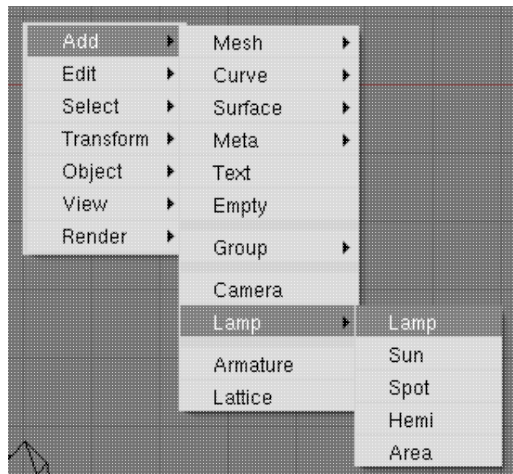 Add
Edit
Select
Transform
Object
View
Render
Mesh
Curve
Surface
Meta
Text
Empty
Group
Camera
Lamp
Armature
Lattice
Lamp
Sun
Spot
Hemi
Area